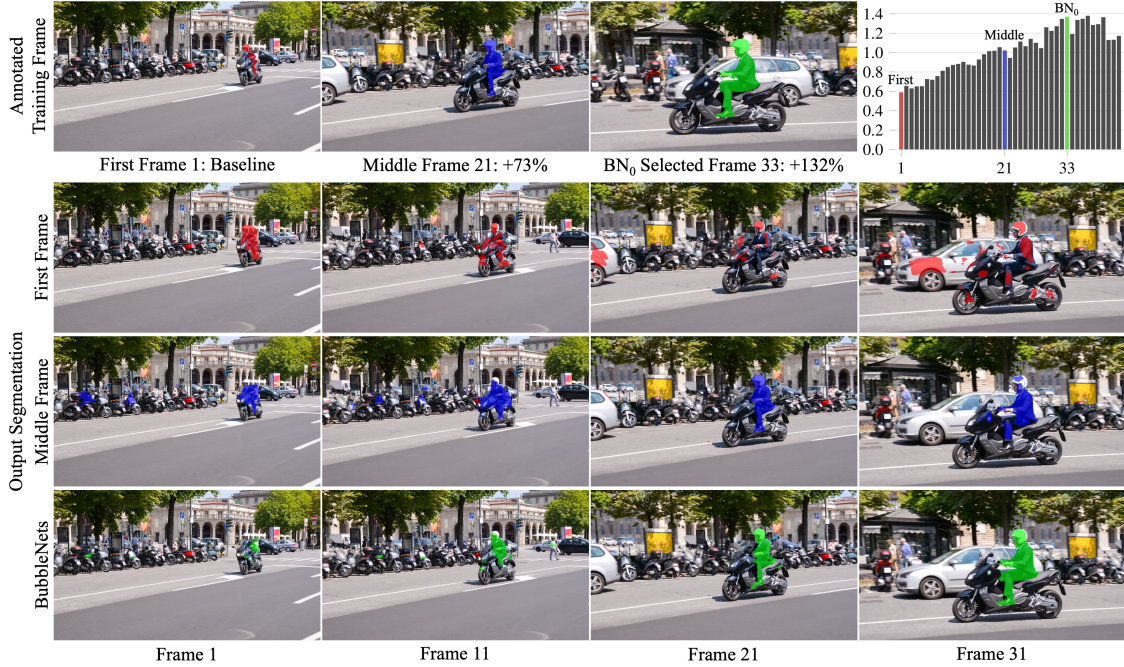 Annotated
Training Frame
First Frame 1: Baseline
Middle Frame 21: +73%
BN₀ Selected Frame 33: +132%
1.4
1.2
1.0
0.8
0.6
0.4
0.2
0.0
First
Middle
BN₀
1
21
33
Output Segmentation
First Frame
Middle Frame
BubbleNets
Frame 1
Frame 11
Frame 21
Frame 31